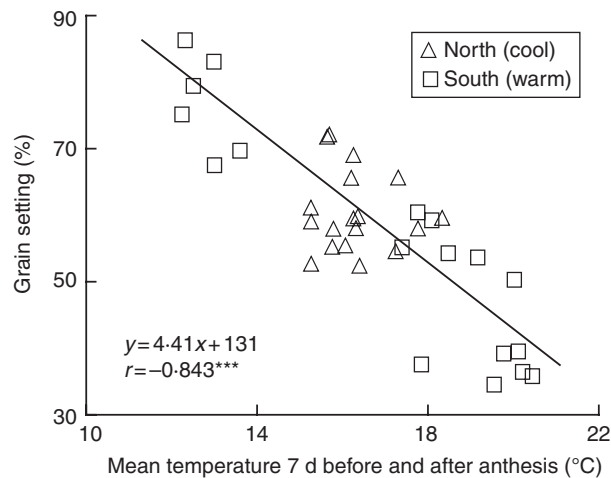 90
70
50
30
Grain setting (%)
North (cool)
South (warm)
y=4·41x+131
r=−0·843***
10
14
18
22
Mean temperature 7 d before and after anthesis (°C)